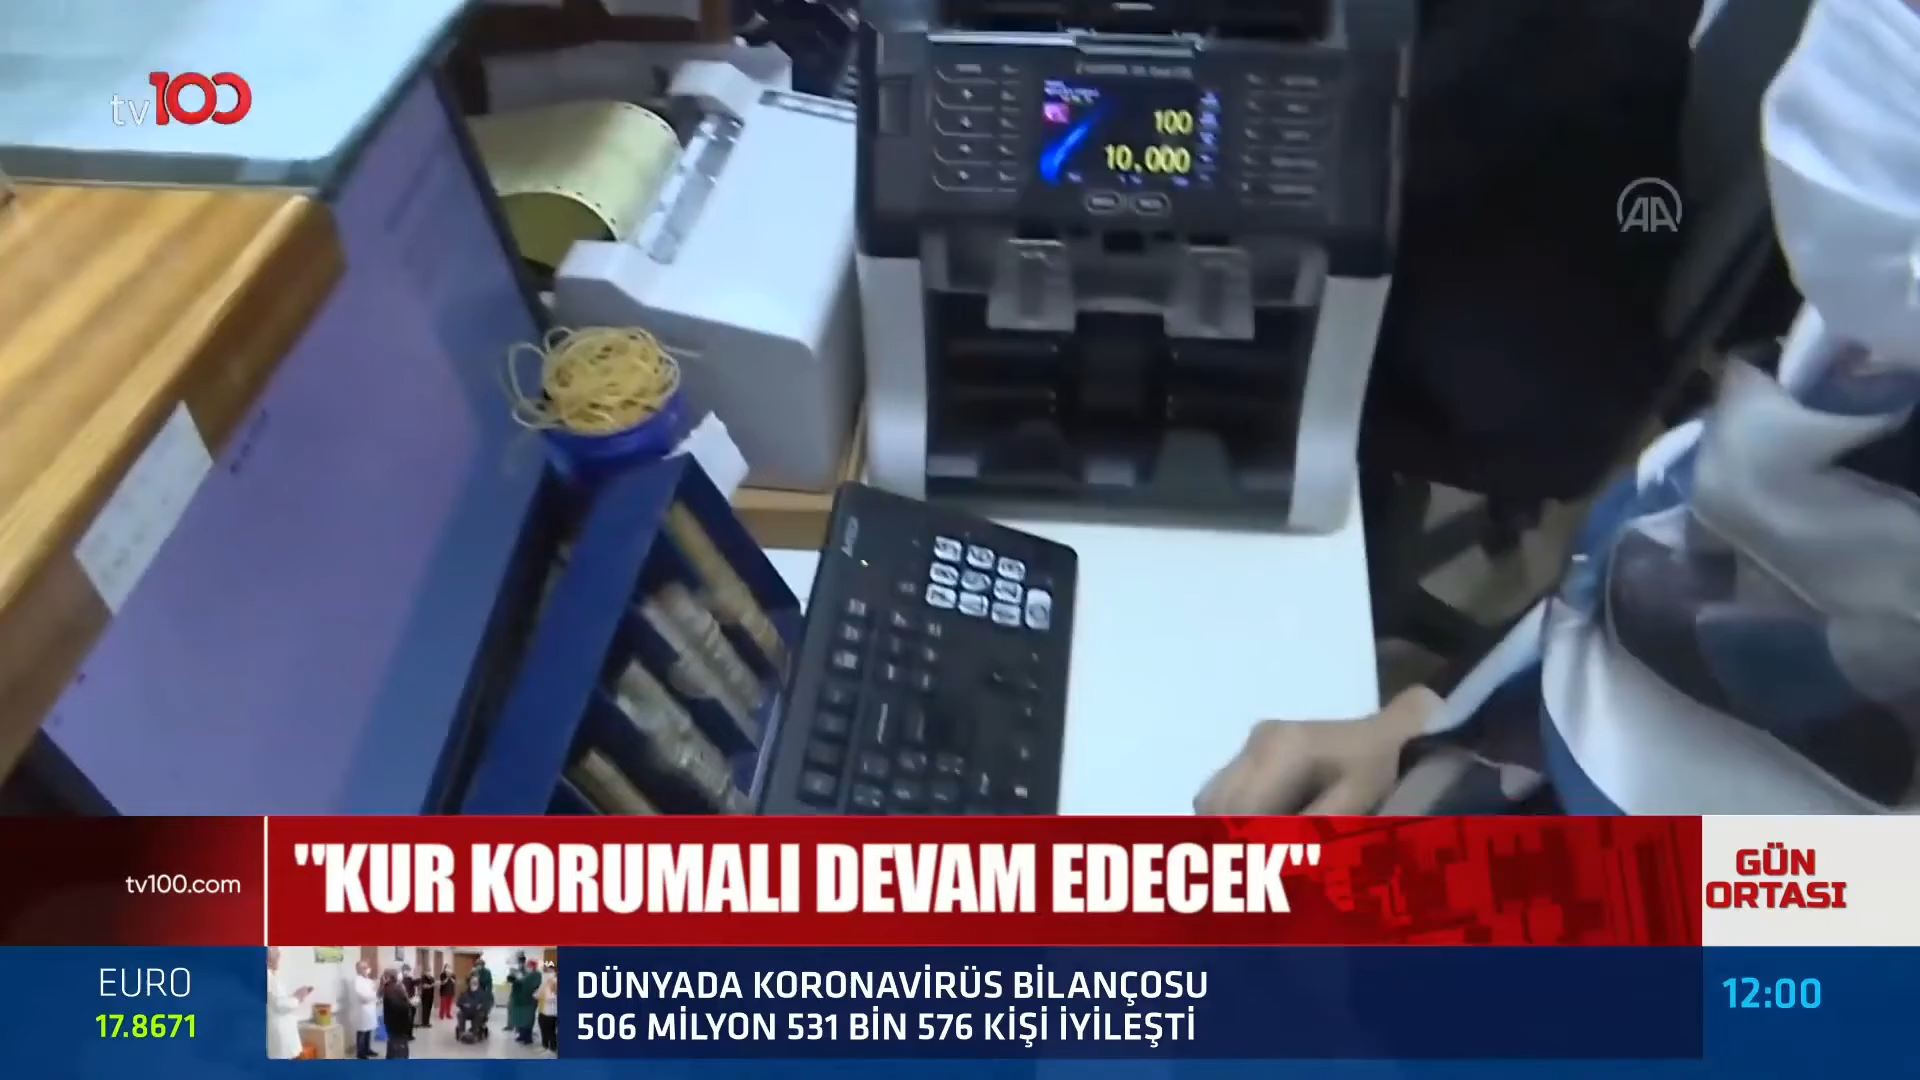 tv100
100
10.000
AA
tv100.com
"KUR KORUMALI DEVAM EDECEK"
GÜN
ORTASI
EURO
17.8671
DÜNYADA KORONAVİRÜS BİLANÇOSU
506 MİLYON 531 BİN 576 KİŞİ İYİLEŞTİ
12:00